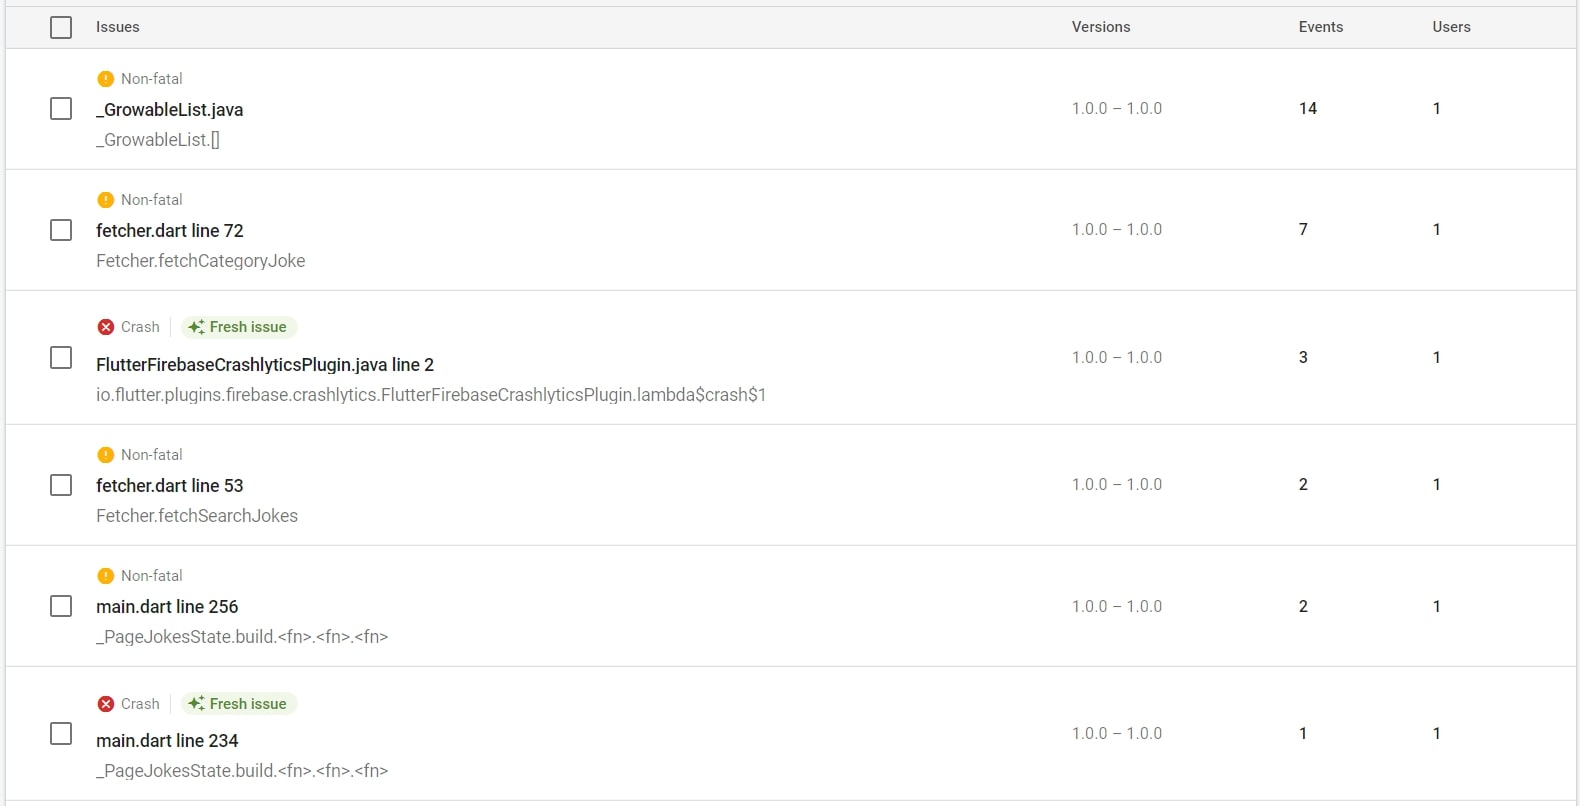 Issues Versions Events Users
Non-fatal
_GrowableList.java 1.0.0 – 1.0.0 14 1
_GrowableList.[]
Non-fatal
fetcher.dart line 72 1.0.0 – 1.0.0 7 1
Fetcher.fetchCategoryJoke
Crash Fresh issue
FlutterFirebaseCrashlyticsPlugin.java line 2 1.0.0 – 1.0.0 3 1
io.flutter.plugins.firebase.crashlytics.FlutterFirebaseCrashlyticsPlugin.lambda$crash$1
Non-fatal
fetcher.dart line 53 1.0.0 – 1.0.0 2 1
Fetcher.fetchSearchJokes
Non-fatal
main.dart line 256 1.0.0 – 1.0.0 2 1
_PageJokesState.build.<fn>.<fn>.<fn>
Crash Fresh issue
main.dart line 234 1.0.0 – 1.0.0 1 1
_PageJokesState.build.<fn>.<fn>.<fn>